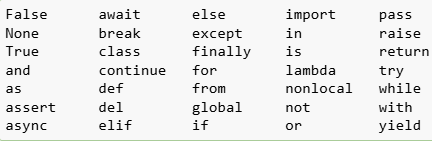 False await else import pass
None break except in raise
True class finally is return
and continue for lambda try
as def from nonlocal while
assert del global not with
async elif if or yield